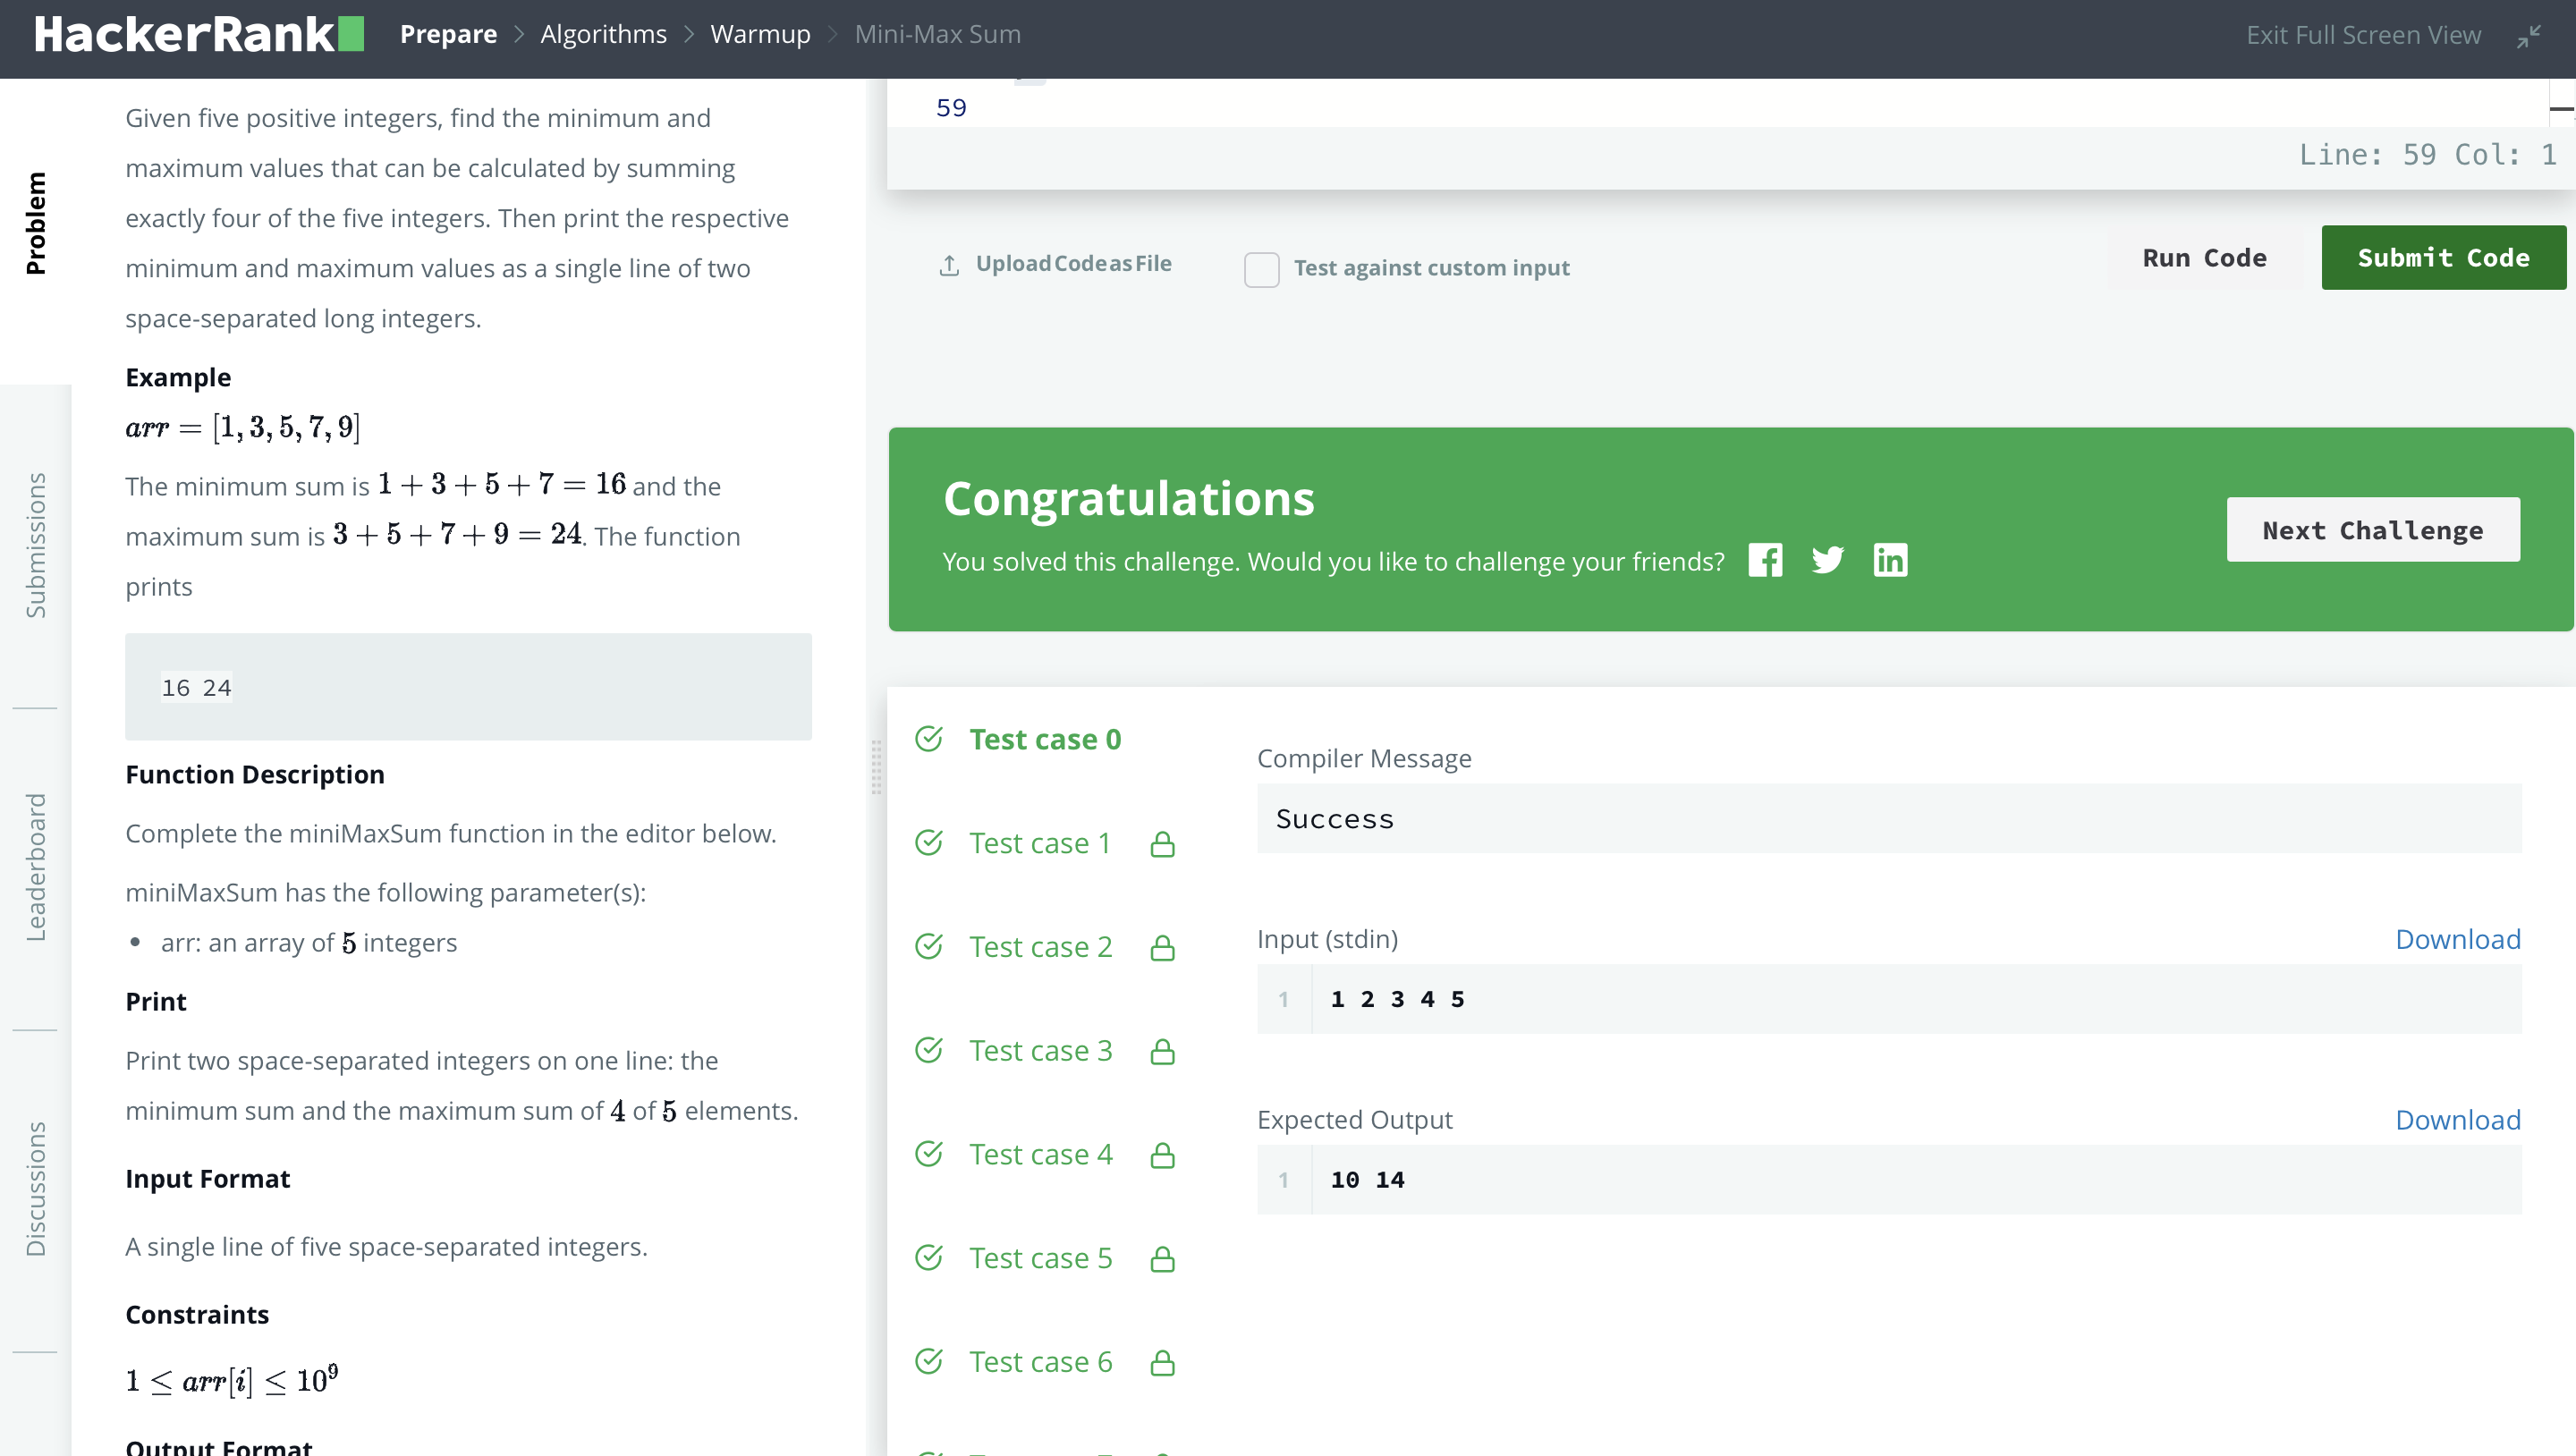 HackerRank
Prepare > Algorithms > Warmup > Mini-Max Sum
Exit Full Screen View
Problem
Submissions
Leaderboard
Discussions
Given five positive integers, find the minimum and
maximum values that can be calculated by summing
exactly four of the five integers. Then print the respective
minimum and maximum values as a single line of two
space-separated long integers.
Example
arr = [1, 3, 5, 7, 9]
The minimum sum is 1 + 3 + 5 + 7 = 16 and the
maximum sum is 3 + 5 + 7 + 9 = 24. The function
prints
16 24
Function Description
Complete the miniMaxSum function in the editor below.
miniMaxSum has the following parameter(s):
• arr: an array of 5 integers
Print
Print two space-separated integers on one line: the
minimum sum and the maximum sum of 4 of 5 elements.
Input Format
A single line of five space-separated integers.
Constraints
1 ≤ arr[i] ≤ 10⁹
Output Format
59
Line: 59 Col: 1
Upload Code as File
Test against custom input
Run Code
Submit Code
Congratulations
You solved this challenge. Would you like to challenge your friends?
Next Challenge
Test case 0
Test case 1
Test case 2
Test case 3
Test case 4
Test case 5
Test case 6
Compiler Message
Success
Input (stdin)
Download
1 1 2 3 4 5
Expected Output
Download
1 10 14